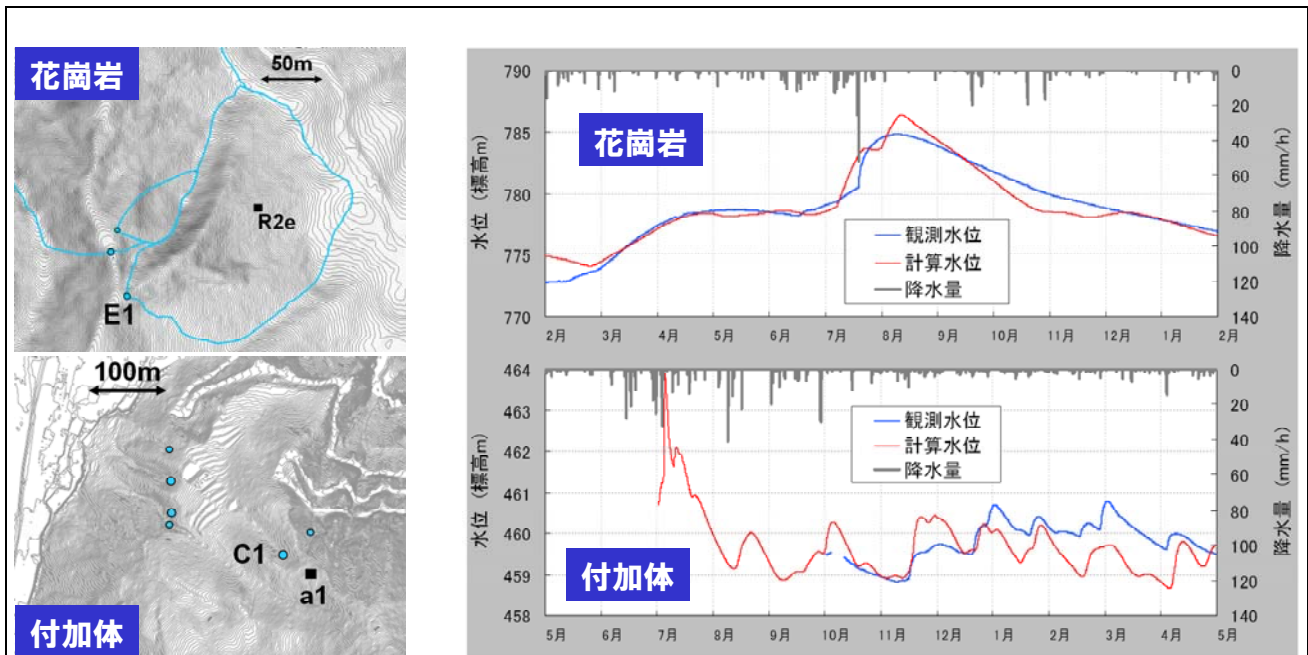 花崗岩
50m
R2e
E1
100m
C1
a1
付加体
790
785
780
775
770
水位（標高m）
0
20
40
60
80
100
120
140
降水量（mm/h）
花崗岩
観測水位
計算水位
降水量
2月 3月 4月 5月 6月 7月 8月 9月 10月 11月 12月 1月 2月
464
463
462
461
460
459
458
水位（標高m）
0
20
40
60
80
100
120
140
降水量（mm/h）
観測水位
計算水位
降水量
付加体
5月 6月 7月 8月 9月 10月 11月 12月 1月 2月 3月 4月 5月